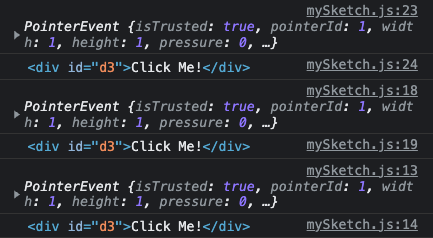 mySketch.js:23
PointerEvent {isTrusted: true, pointerId: 1, widt
h: 1, height: 1, pressure: 0, …}
<div id="d3">Click Me!</div> mySketch.js:24
mySketch.js:18
PointerEvent {isTrusted: true, pointerId: 1, widt
h: 1, height: 1, pressure: 0, …}
<div id="d3">Click Me!</div> mySketch.js:19
mySketch.js:13
PointerEvent {isTrusted: true, pointerId: 1, widt
h: 1, height: 1, pressure: 0, …}
<div id="d3">Click Me!</div> mySketch.js:14